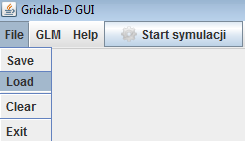 Gridlab-D GUI
File GLM Help Start symulacji
Save
Load
Clear
Exit